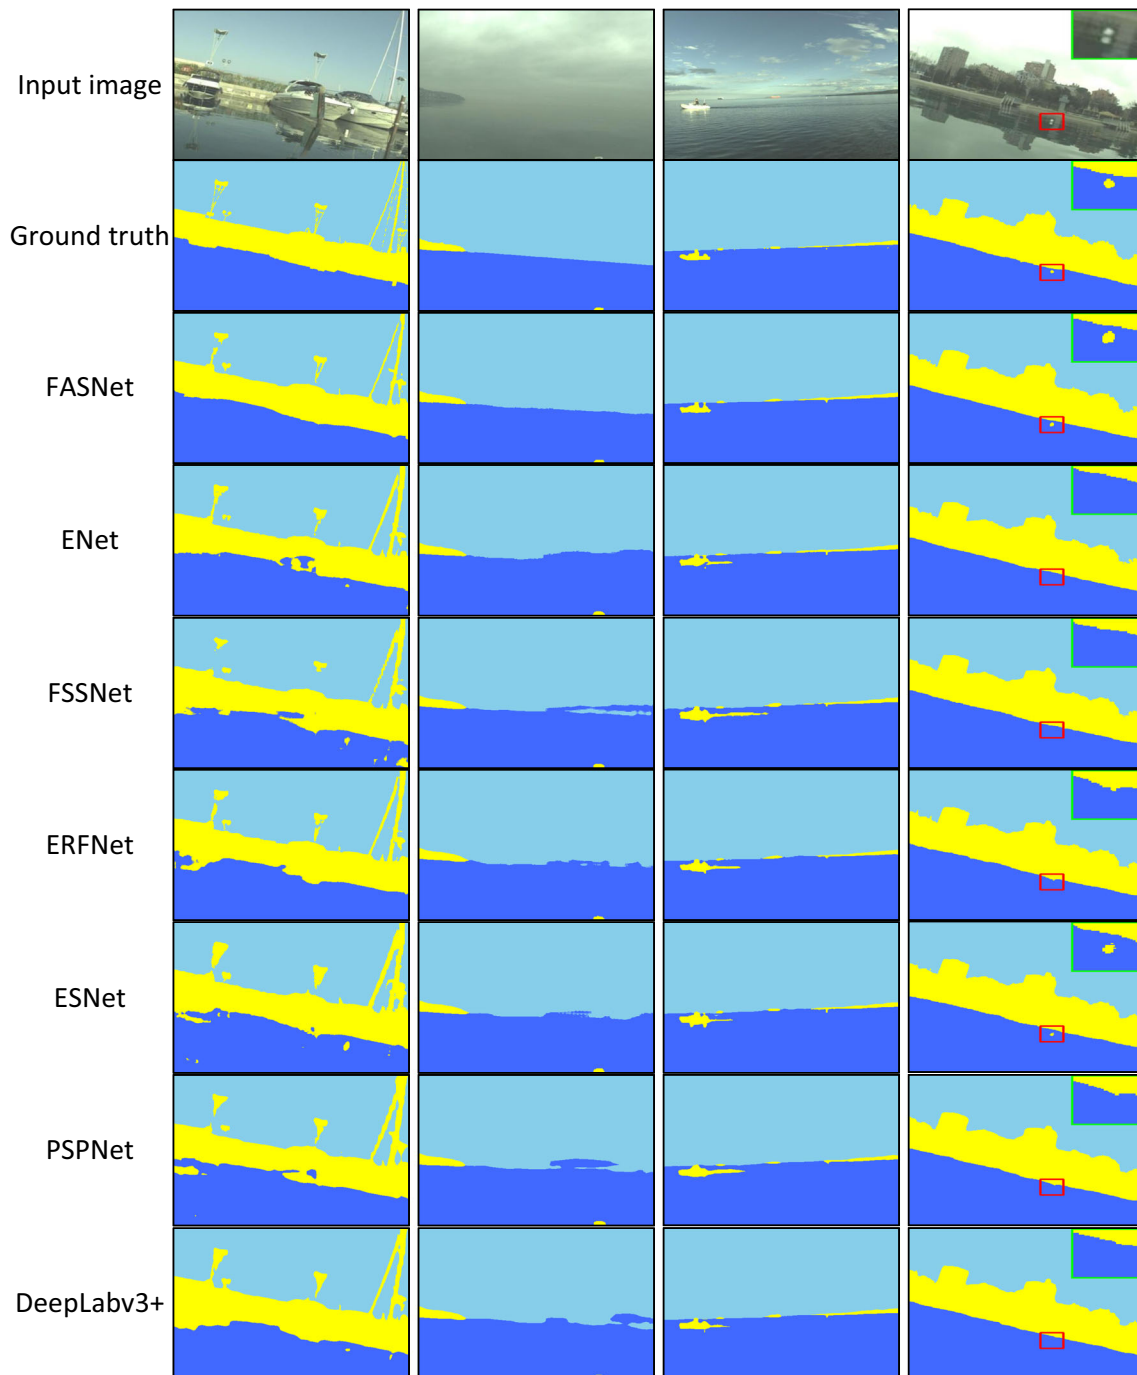 Input image
Ground truth
FASNet
ENet
FSSNet
ERFNet
ESNet
PSPNet
DeepLabv3+